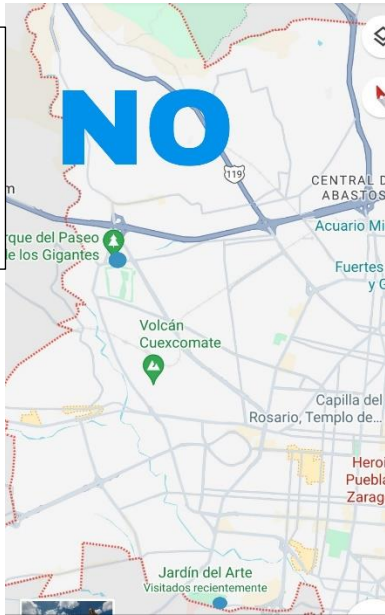 NO
119
CENTRAL D
ABASTOS
Acuario Mi
rque del Paseo
de los Gigantes
Fuertes
y G
Volcán
Cuexcomate
Capilla del
Rosario, Templo de...
Heroi
Puebla
Zarag
Jardín del Arte
Visitados recientemente